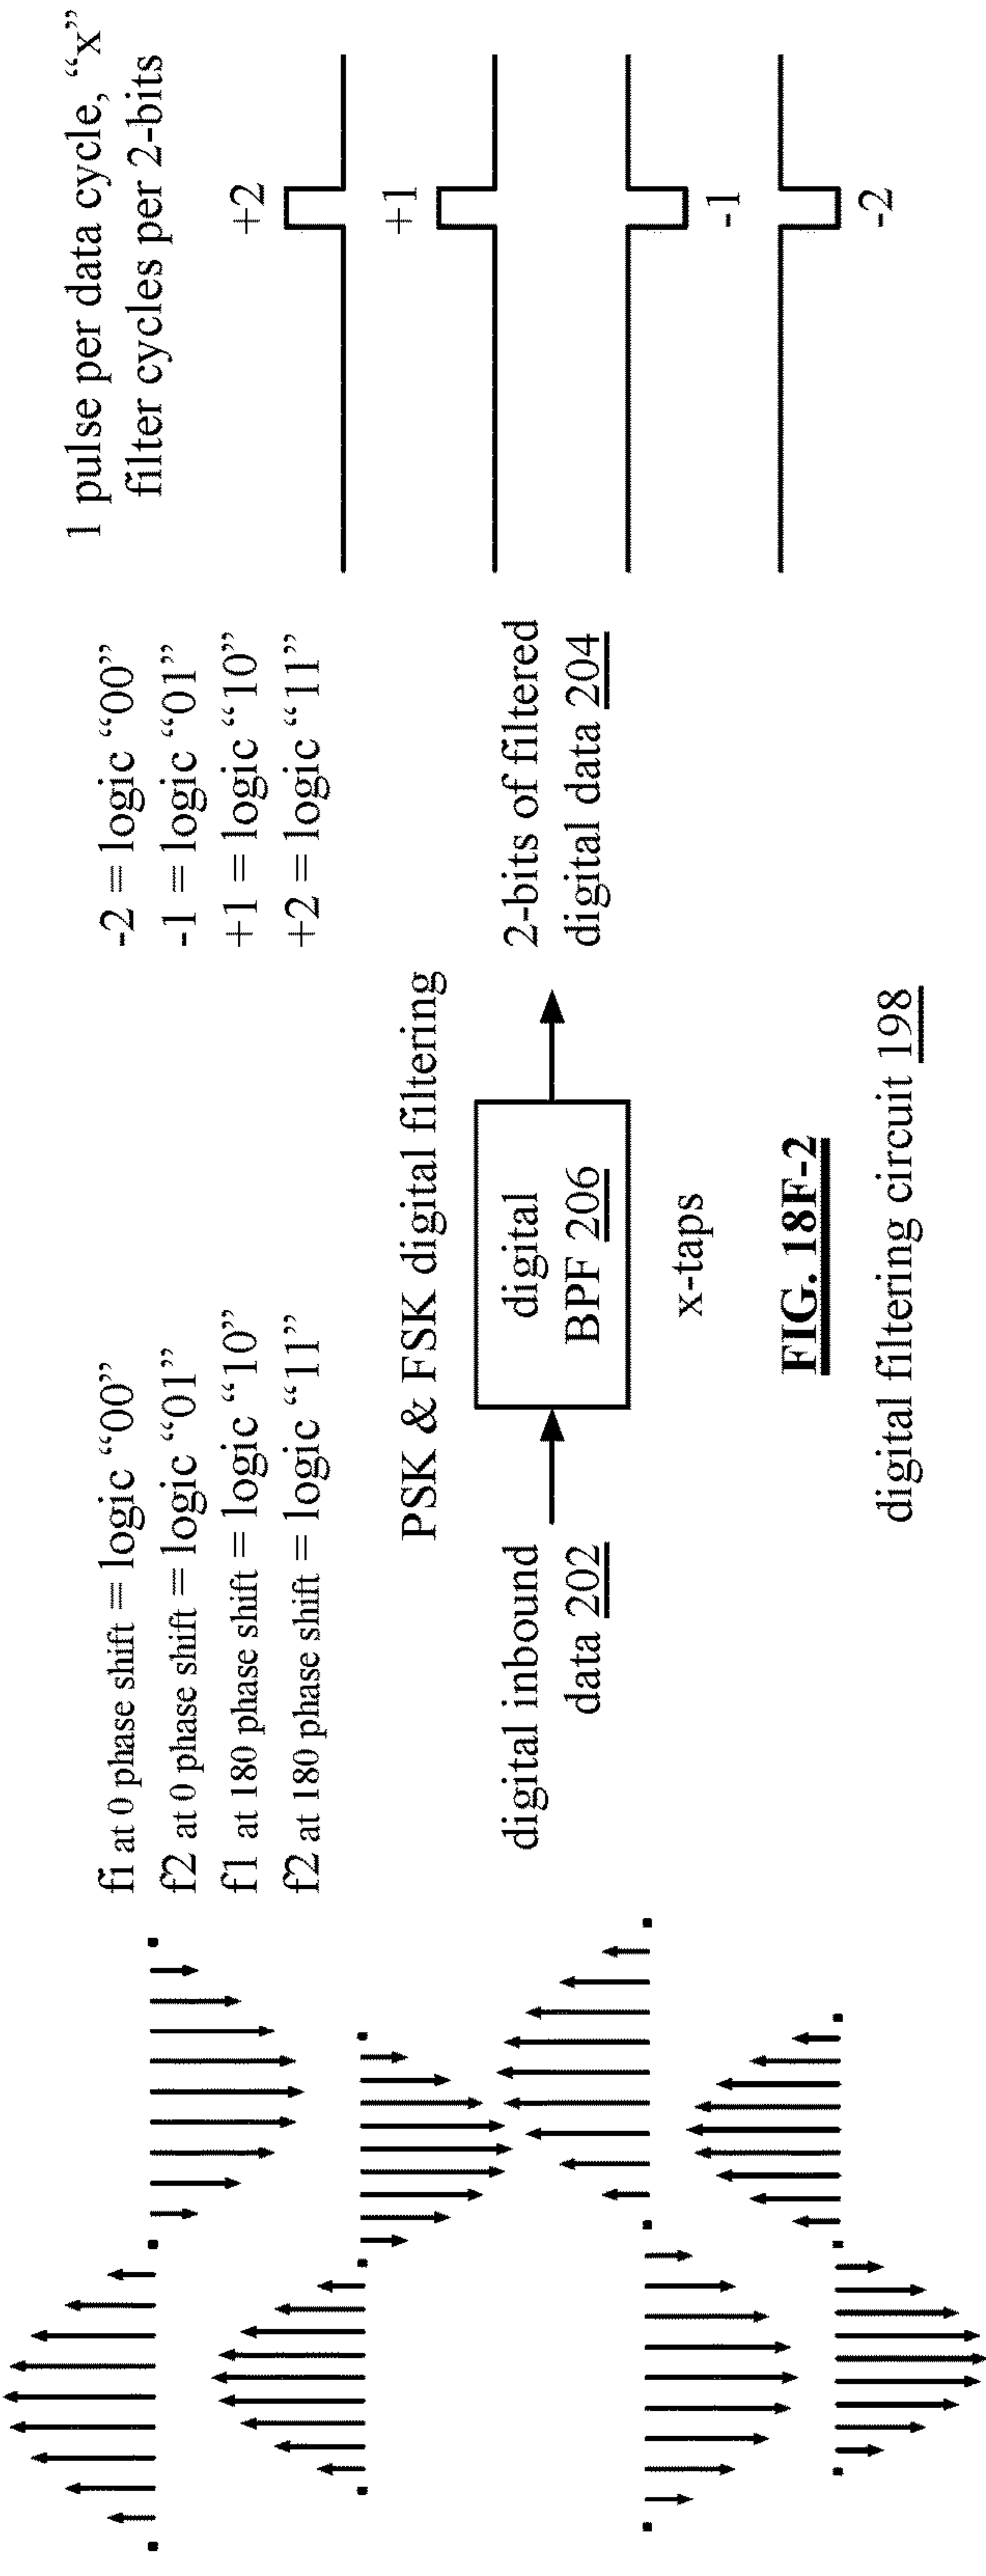 fi at 0 phase shift = logic “00”
f2 at 0 phase shift = logic “01”
f1 at 180 phase shift = logic “10”
f2 at 180 phase shift = logic “11”
-2 = logic “00”
-1 = logic “01”
+1 = logic “10”
+2 = logic “11”
1 pulse per data cycle, “x”
filter cycles per 2-bits
+2
+1
-1
-2
PSK & FSK digital filtering
digital inbound
data 202
digital
BPF 206
x-taps
2-bits of filtered
digital data 204
FIG. 18F-2
digital filtering circuit 198